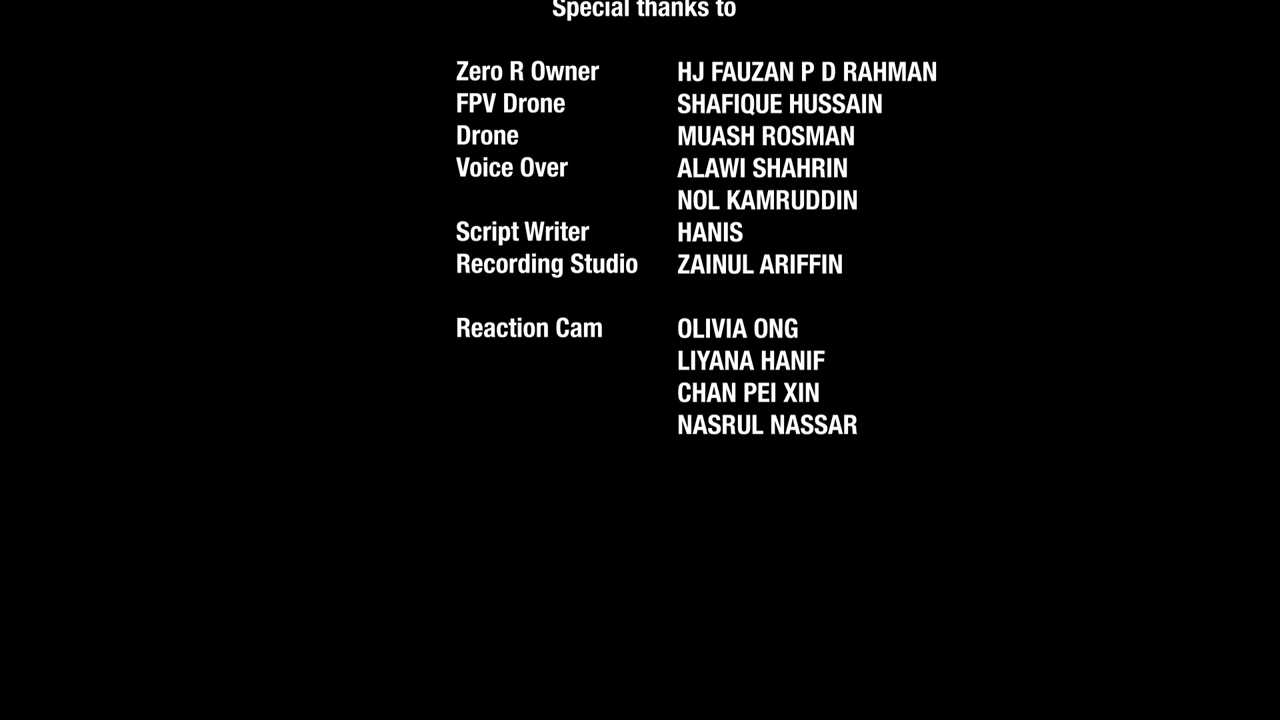 Special thanks to
Zero R Owner HJ FAUZAN P D RAHMAN
FPV Drone SHAFIQUE HUSSAIN
Drone MUASH ROSMAN
Voice Over ALAWI SHAHRIN
NOL KAMRUDDIN
Script Writer HANIS
Recording Studio ZAINUL ARIFFIN
Reaction Cam OLIVIA ONG
LIYANA HANIF
CHAN PEI XIN
NASRUL NASSAR